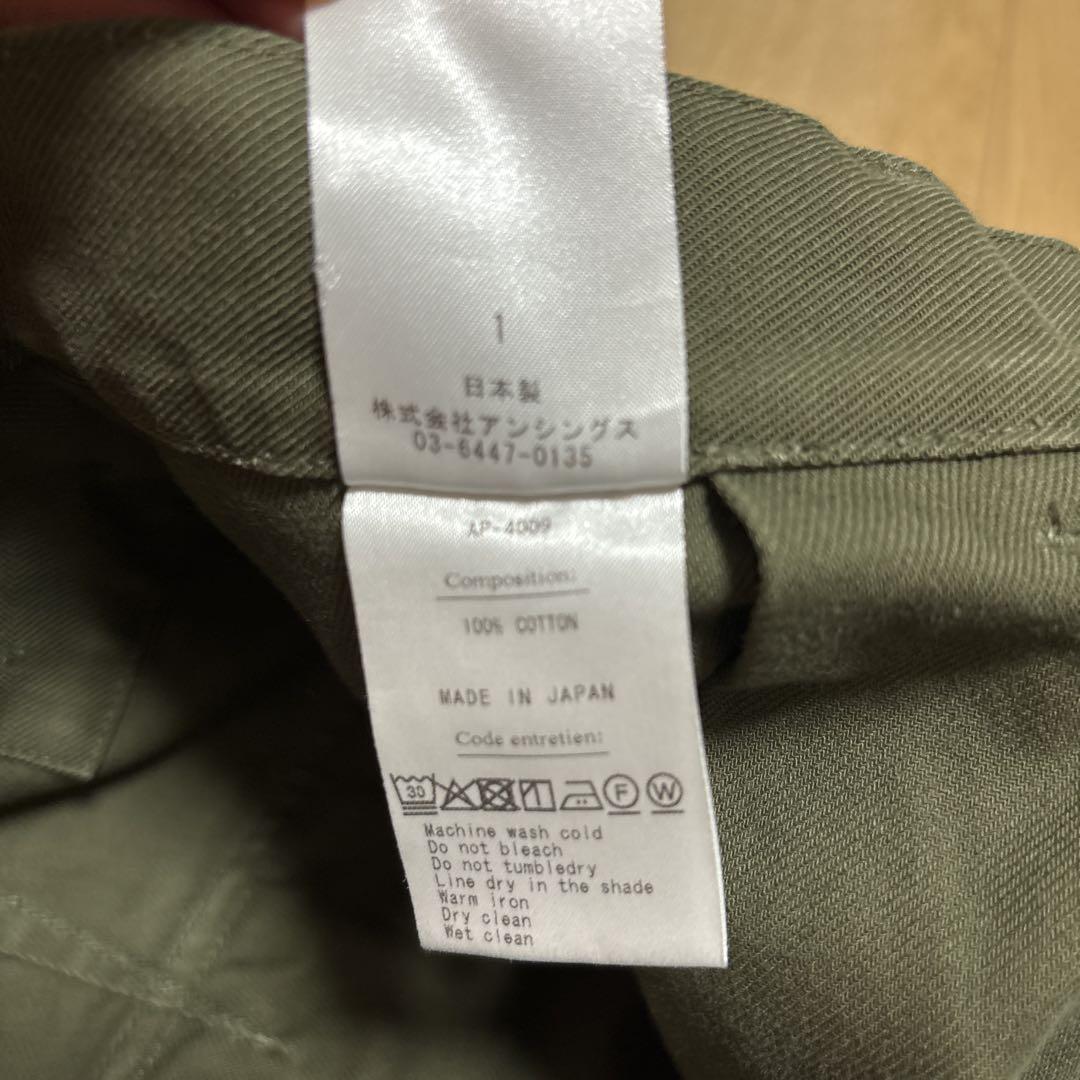 1
日本製
株式会社アンシングス
03-6447-0135
AP-4009
Composition:
100% COTTON
MADE IN JAPAN
Code entretien:
30 F W
Machine wash cold
Do not bleach
Do not tumbledry
Line dry in the shade
Warm iron
Dry clean
Wet clean